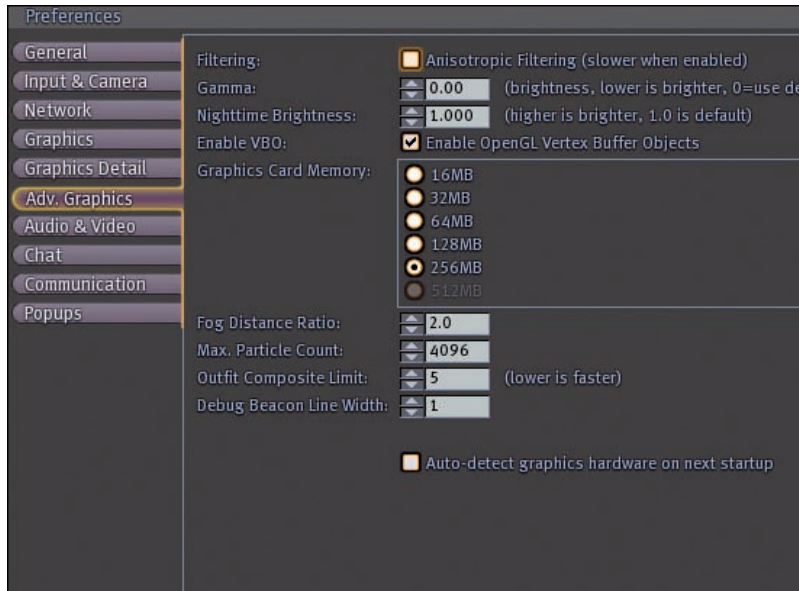 Preferences
General
Input & Camera
Network
Graphics
Graphics Detail
Adv. Graphics
Audio & Video
Chat
Communication
Popups
Filtering: Anisotropic Filtering (slower when enabled)
Gamma: 0.00 (brightness, lower is brighter, 0=use de
Nighttime Brightness: 1.000 (higher is brighter, 1.0 is default)
Enable VBO: Enable OpenGL Vertex Buffer Objects
Graphics Card Memory: 16MB
32MB
64MB
128MB
256MB
512MB
Fog Distance Ratio: 2.0
Max. Particle Count: 4096
Outfit Composite Limit: 5 (lower is faster)
Debug Beacon Line Width: 1
Auto-detect graphics hardware on next startup